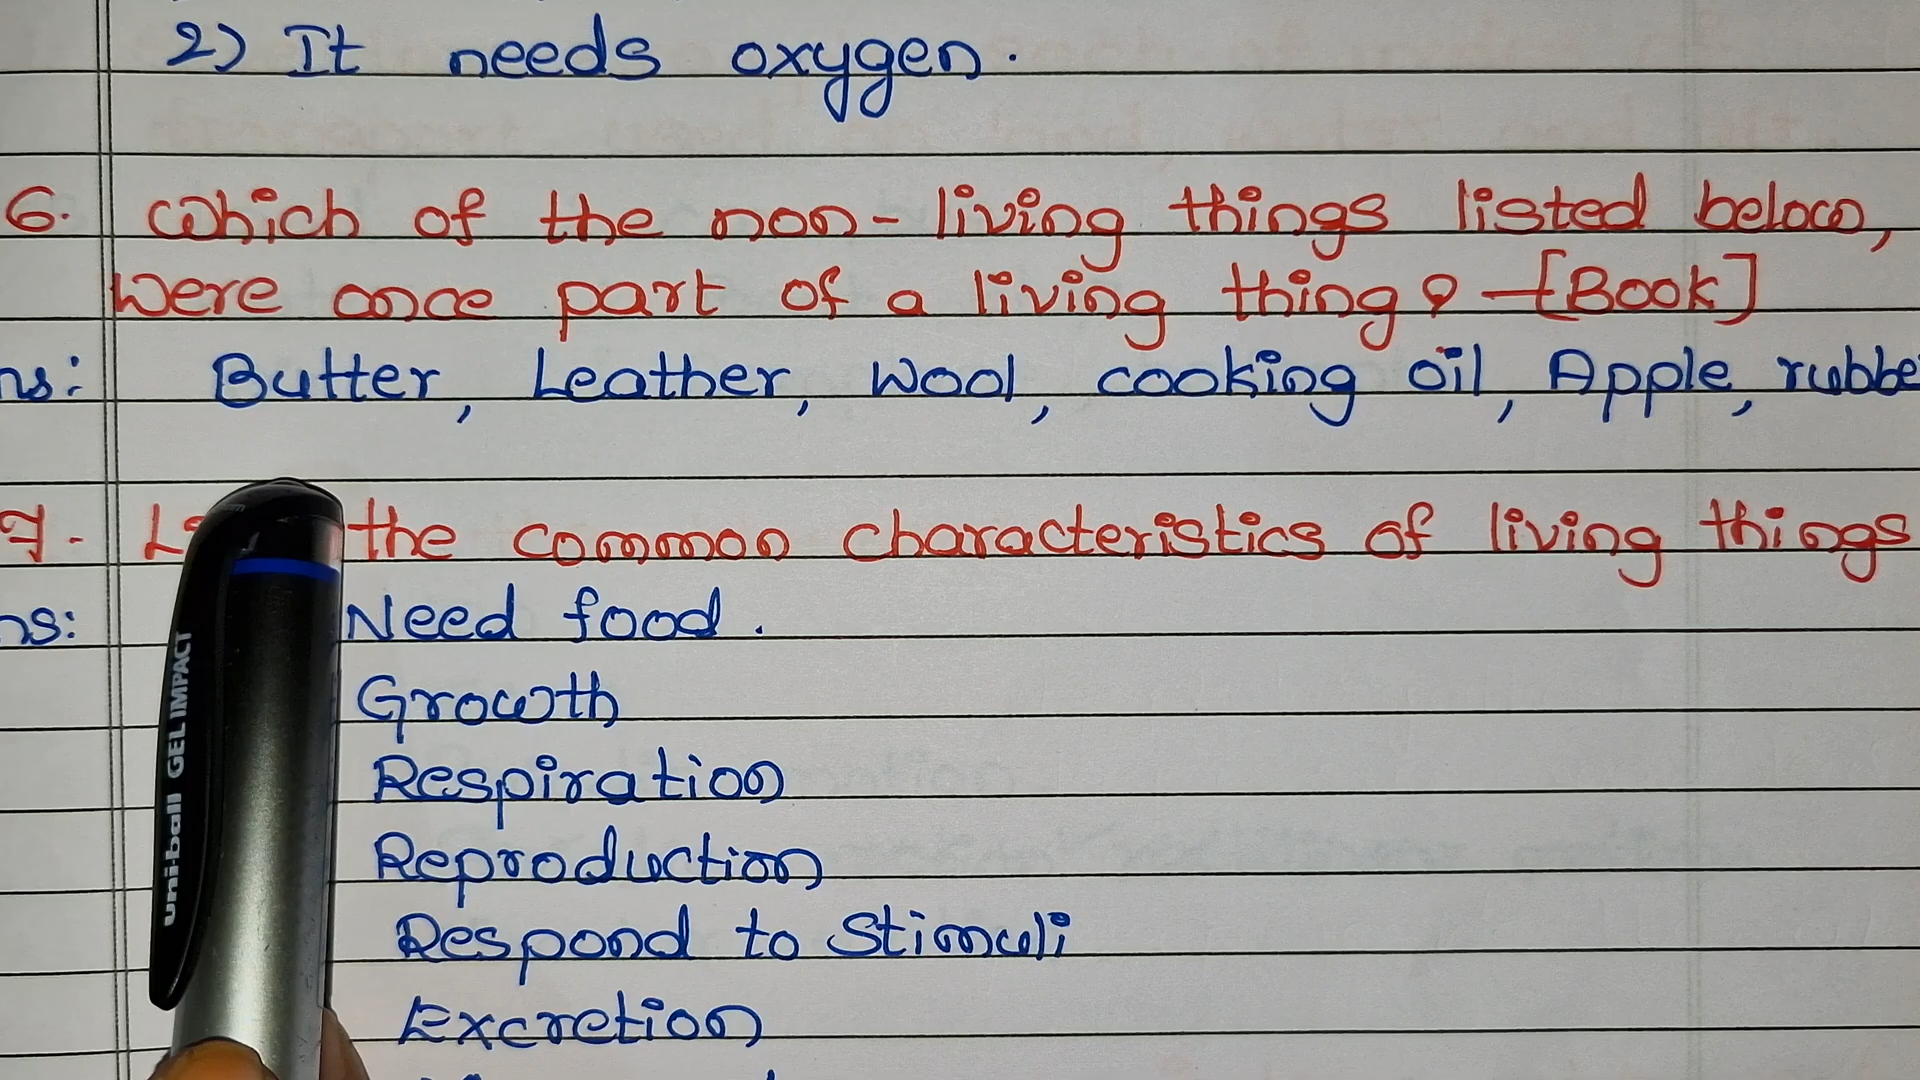 2) It needs oxygen.
6. Which of the non-living things listed below,
Were once part of a living thing? - [Book]
ns: Butter, Leather, Wool, cooking oil, Apple, rubbe
7. the common characteristics of living things
ns: Need food.
Growth
Respiration
Reproduction
Respond to Stimuli
Excretion
uni-ball GEL IMPACT